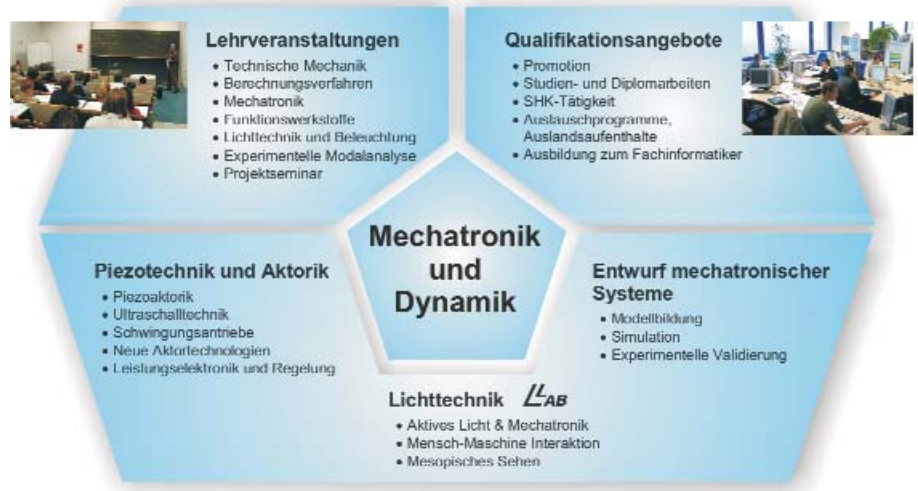 Lehrveranstaltungen
• Technische Mechanik
• Berechnungsverfahren
• Mechatronik
• Funktionswerkstoffe
• Lichttechnik und Beleuchtung
• Experimentelle Modalanalyse
• Projektseminar
Qualifikationsangebote
• Promotion
• Studien- und Diplomarbeiten
• SHK-Tätigkeit
• Austauschprogramme,
Auslandsaufenthalte
• Ausbildung zum Fachinformatiker
Mechatronik
und
Dynamik
Piezotechnik und Aktorik
• Piezoaktorik
• Ultraschalltechnik
• Schwingungsantriebe
• Neue Aktortechnologien
• Leistungselektronik und Regelung
Entwurf mechatronischer
Systeme
• Modellbildung
• Simulation
• Experimentelle Validierung
Lichttechnik LLAB
• Aktives Licht & Mechatronik
• Mensch-Maschine Interaktion
• Mesopisches Sehen